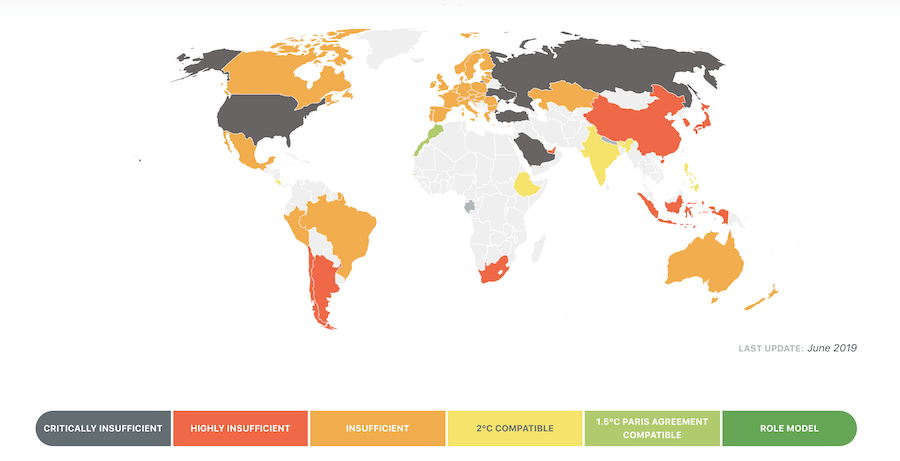 LAST UPDATE: June 2019
CRITICALLY INSUFFICIENT
HIGHLY INSUFFICIENT
INSUFFICIENT
2°C COMPATIBLE
1.5°C PARIS AGREEMENT
COMPATIBLE
ROLE MODEL